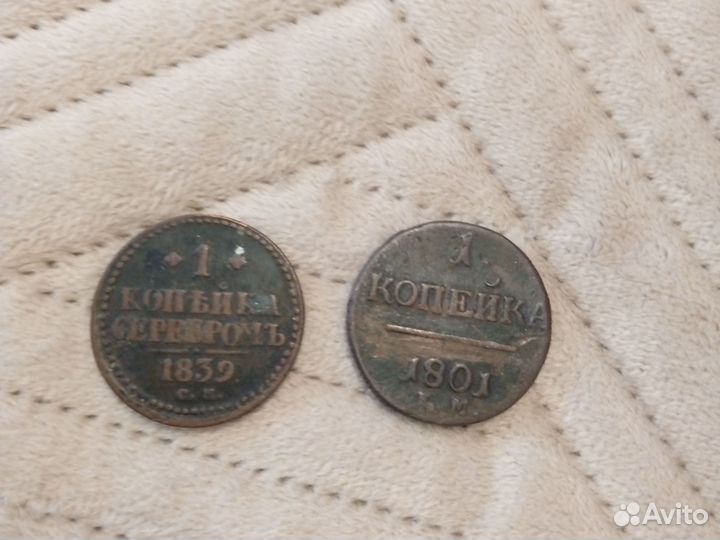 1
КОПѢЙКА
СЕРЕБРОМЪ
1839
С. П.
1
КОПЕЙКА
1801
К. М.
Avito